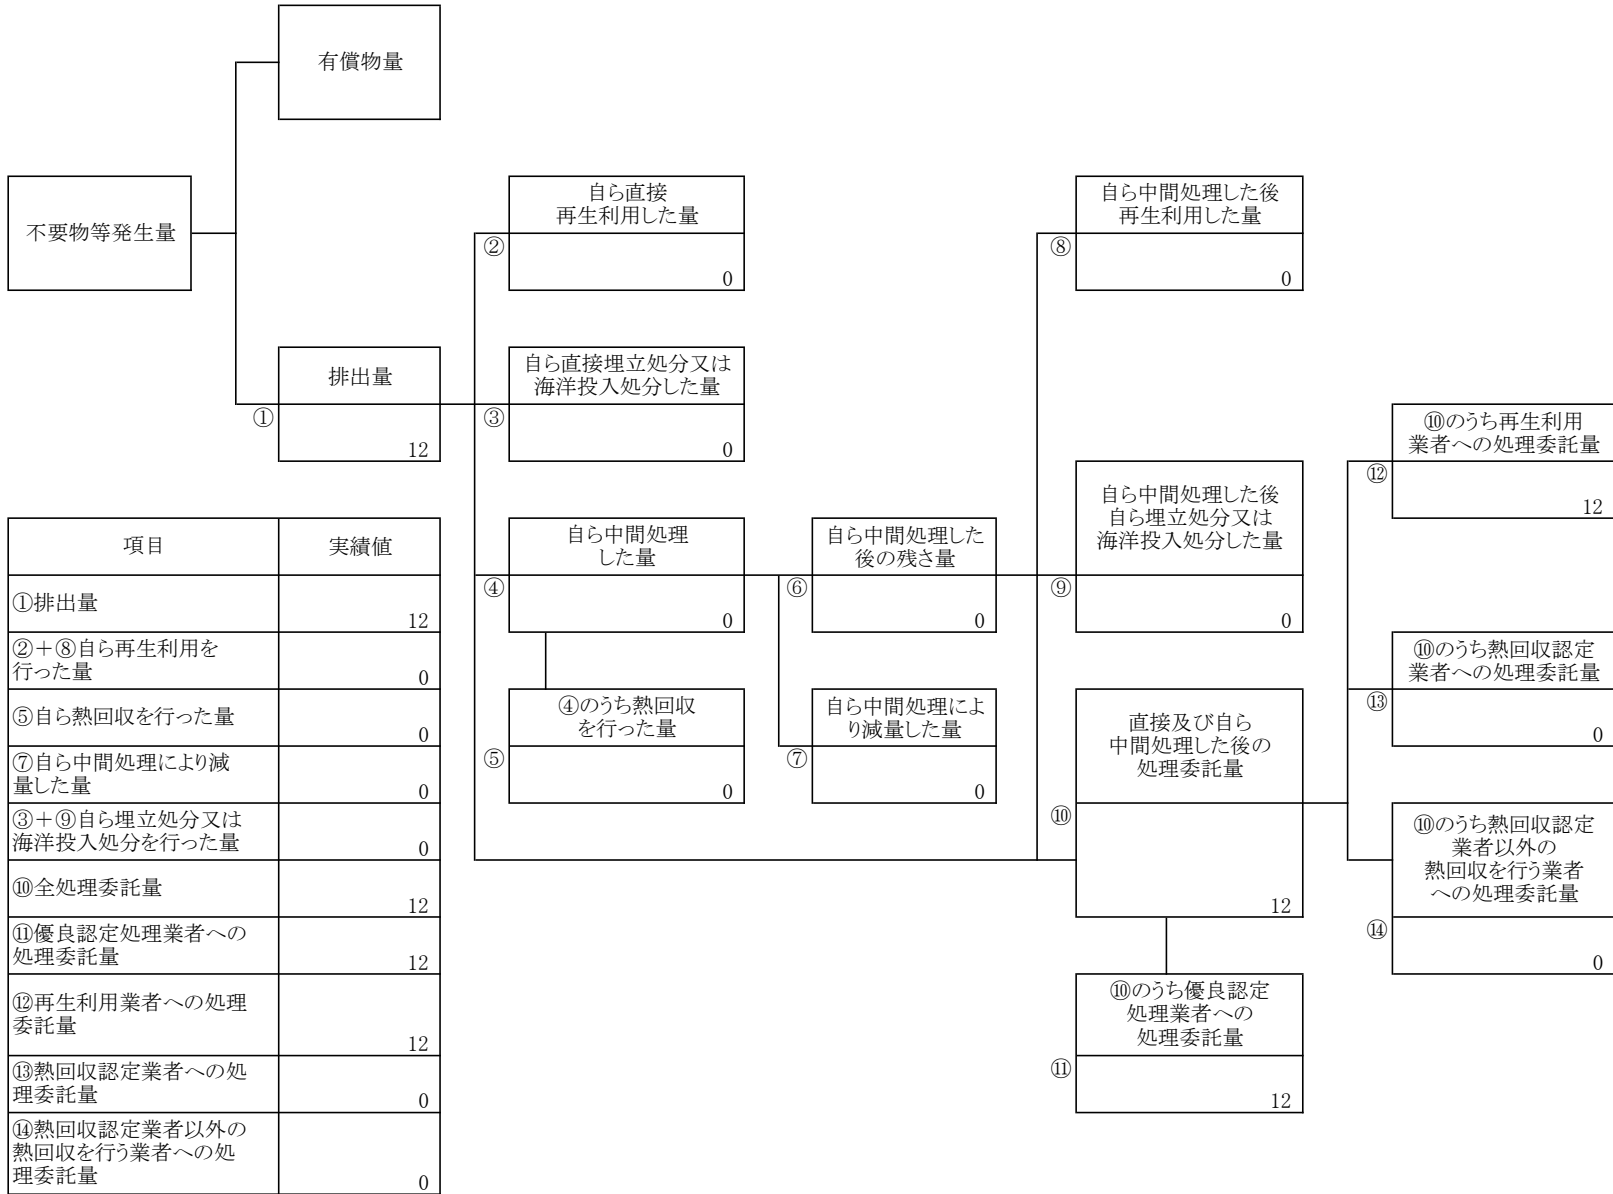 有償物量
不要物等発生量
自ら直接
再生利用した量
②
0
自ら中間処理した後
再生利用した量
⑧
0
排出量
①
12
自ら直接埋立処分又は
海洋投入処分した量
③
0
⑩のうち再生利用
業者への処理委託量
⑫
12
自ら中間処理した後
自ら埋立処分又は
海洋投入処分した量
⑨
0
自ら中間処理
した量
④
0
自ら中間処理した
後の残さ量
⑥
0
⑩のうち熱回収認定
業者への処理委託量
⑬
0
④のうち熱回収
を行った量
⑤
0
自ら中間処理によ
り減量した量
⑦
0
直接及び自ら
中間処理した後の
処理委託量
⑩
12
⑩のうち熱回収認定
業者以外の
熱回収を行う業者
への処理委託量
⑭
0
⑩のうち優良認定
処理業者への
処理委託量
⑪
12
項目 実績値
①排出量
12
②＋⑧自ら再生利用を
行った量
0
⑤自ら熱回収を行った量
0
⑦自ら中間処理により減
量した量
0
③＋⑨自ら埋立処分又は
海洋投入処分を行った量
0
⑩全処理委託量
12
⑪優良認定処理業者への
処理委託量
12
⑫再生利用業者への処理
委託量
12
⑬熱回収認定業者への処
理委託量
0
⑭熱回収認定業者以外の
熱回収を行う業者への処
理委託量
0